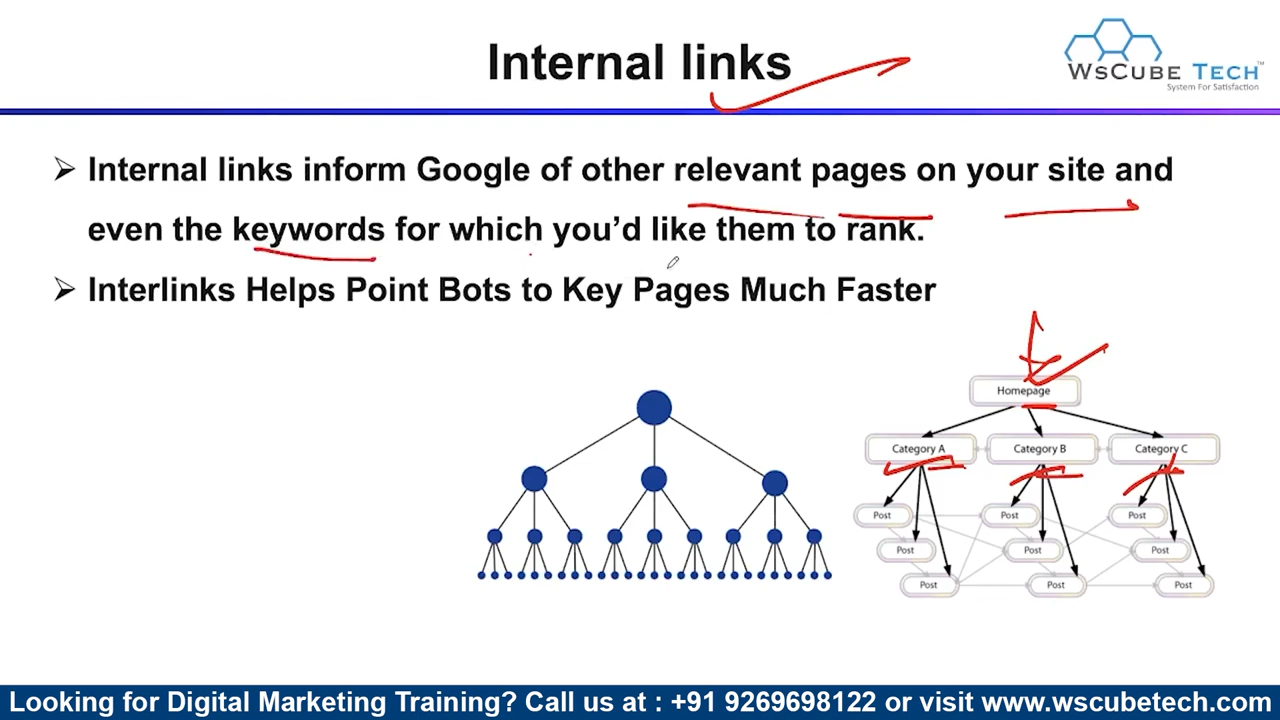 Internal links
WsCube Tech™
System For Satisfaction
➢ Internal links inform Google of other relevant pages on your site and
even the keywords for which you’d like them to rank.
➢ Interlinks Helps Point Bots to Key Pages Much Faster
Homepage
Category A Category B Category C
Post Post Post
Post Post Post
Post Post Post
Looking for Digital Marketing Training? Call us at : +91 9269698122 or visit www.wscubetech.com